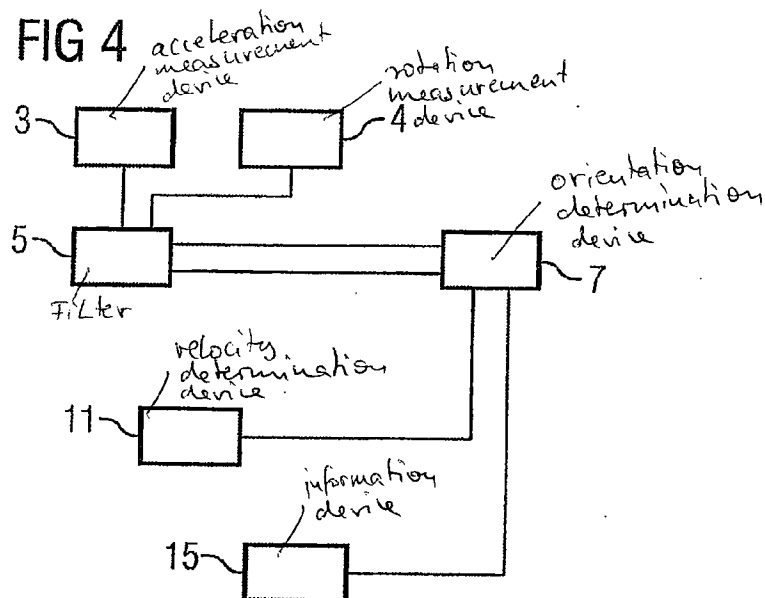 FIG 4
acceleration
measurement
device
rotation
measurement
device
3
4
orientation
determination
device
5
7
Filter
velocity
determination
device
11
information
device
15